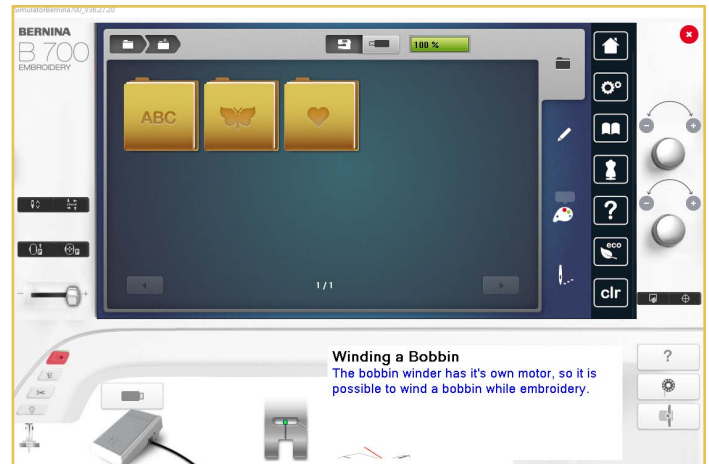 SimulatorBernina700_V38.27.20
BERNINA
B 700
EMBROIDERY
100 %
ABC
1/1
?
eco
clr
- +
- +
- +
Winding a Bobbin
The bobbin winder has it's own motor, so it is
possible to wind a bobbin while embroidery.
?